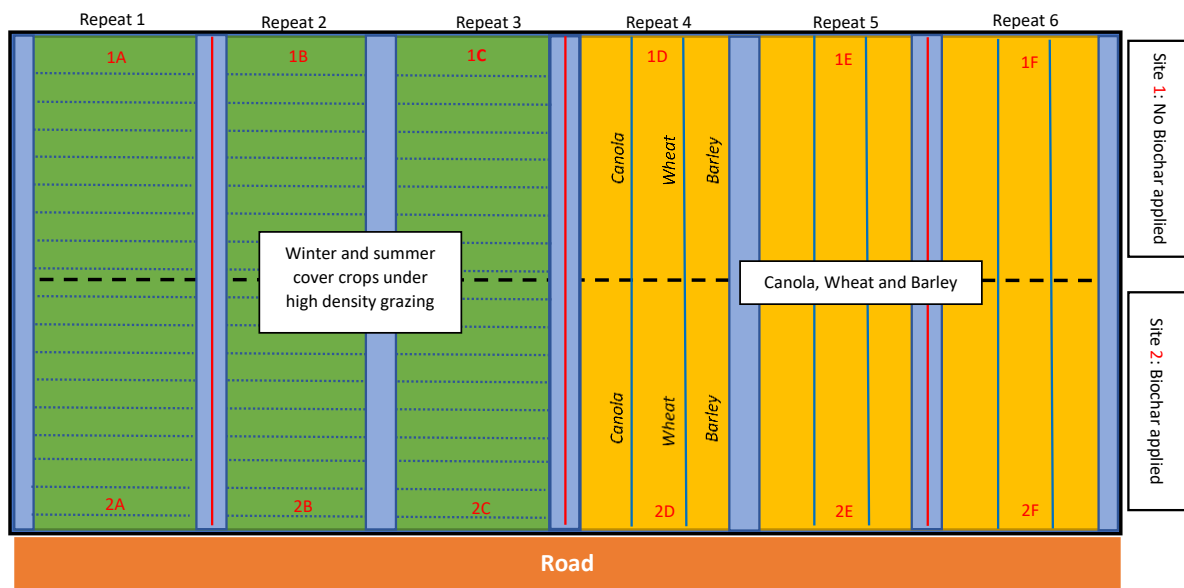 Repeat 1
Repeat 2
Repeat 3
Repeat 4
Repeat 5
Repeat 6
1A
1B
1C
1D
1E
1F
Site 1: No Biochar applied
Canola
Wheat
Barley
Winter and summer
cover crops under
high density grazing
Canola, Wheat and Barley
Site 2: Biochar applied
Canola
Wheat
Barley
2A
2B
2C
2D
2E
2F
Road